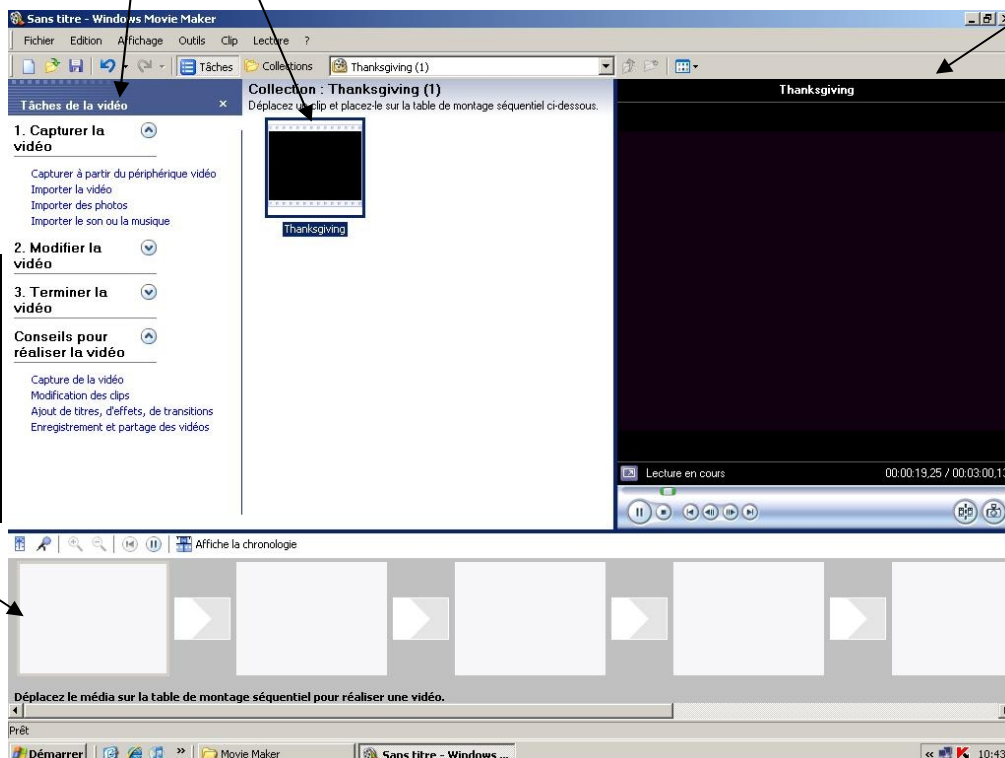 Sans titre - Windows Movie Maker
Fichier Edition Affichage Outils Clip Lecture ?
Tâches Collections Thanksgiving (1)
Tâches de la vidéo
1. Capturer la
vidéo
Capturer à partir du périphérique vidéo
Importer la vidéo
Importer des photos
Importer le son ou la musique
2. Modifier la
vidéo
3. Terminer la
vidéo
Conseils pour
réaliser la vidéo
Capture de la vidéo
Modification des clips
Ajout de titres, d'effets, de transitions
Enregistrement et partage des vidéos
Collection : Thanksgiving (1)
Déplacez un clip et placez-le sur la table de montage séquentiel ci-dessous.
Thanksgiving
Thanksgiving
Lecture en cours 00:00:19,25 / 00:03:00,13
Affiche la chronologie
Déplacez le média sur la table de montage séquentiel pour réaliser une vidéo.
Prêt
Démarrer » Movie Maker Sans titre - Windows ... « 10:43